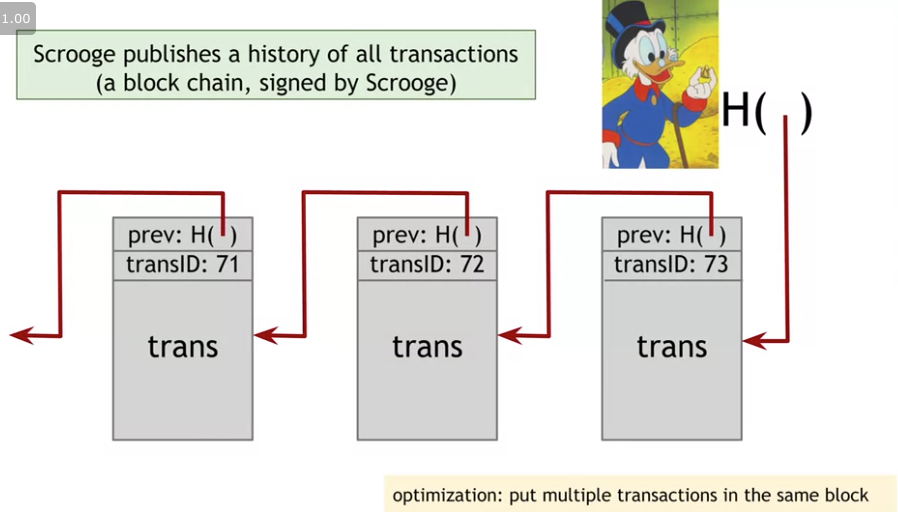 1.00
Scrooge publishes a history of all transactions
(a block chain, signed by Scrooge)
H( )
prev: H( )
transID: 71
trans
prev: H( )
transID: 72
trans
prev: H( )
transID: 73
trans
optimization: put multiple transactions in the same block